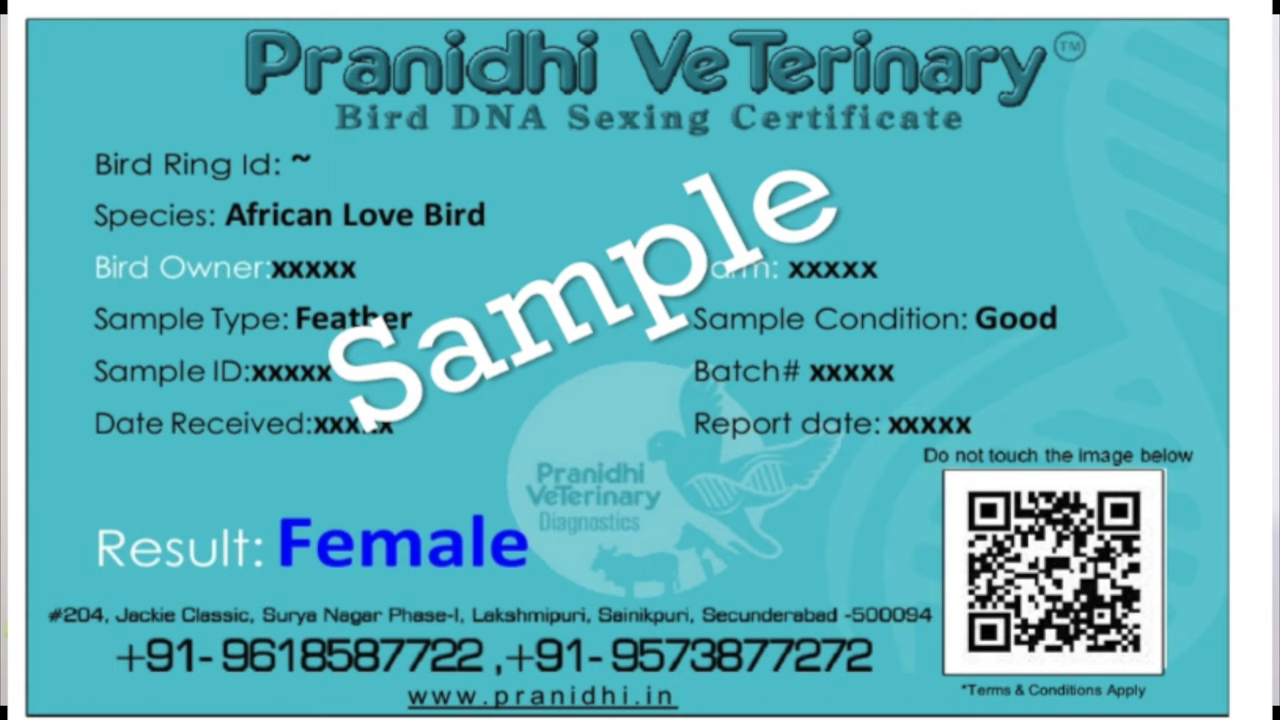 Pranidhi VeTerinary™
Bird DNA Sexing Certificate
Bird Ring Id: ~
Species: African Love Bird
Bird Owner:xxxxx
arm: xxxxx
Sample
Sample Type: Feather
Sample Condition: Good
Sample ID:xxxxx
Batch# xxxxx
Date Received:xxxxx
Report date: xxxxx
Do not touch the image below
Pranidhi
VeTerinary
Diagnostics
Result: Female
#204, Jackie Classic, Surya Nagar Phase-I, Lakshmipuri, Sainikpuri, Secunderabad -500094
+91- 9618587722 ,+91- 9573877272
www.pranidhi.in
*Terms & Conditions Apply